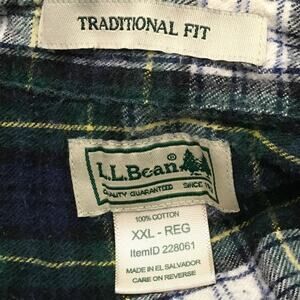 TRADITIONAL FIT
L.L.Bean®
QUALITY GUARANTEED SINCE
100% COTTON
XXL - REG
ItemID 228061
MADE IN EL SALVADOR
CARE ON REVERSE